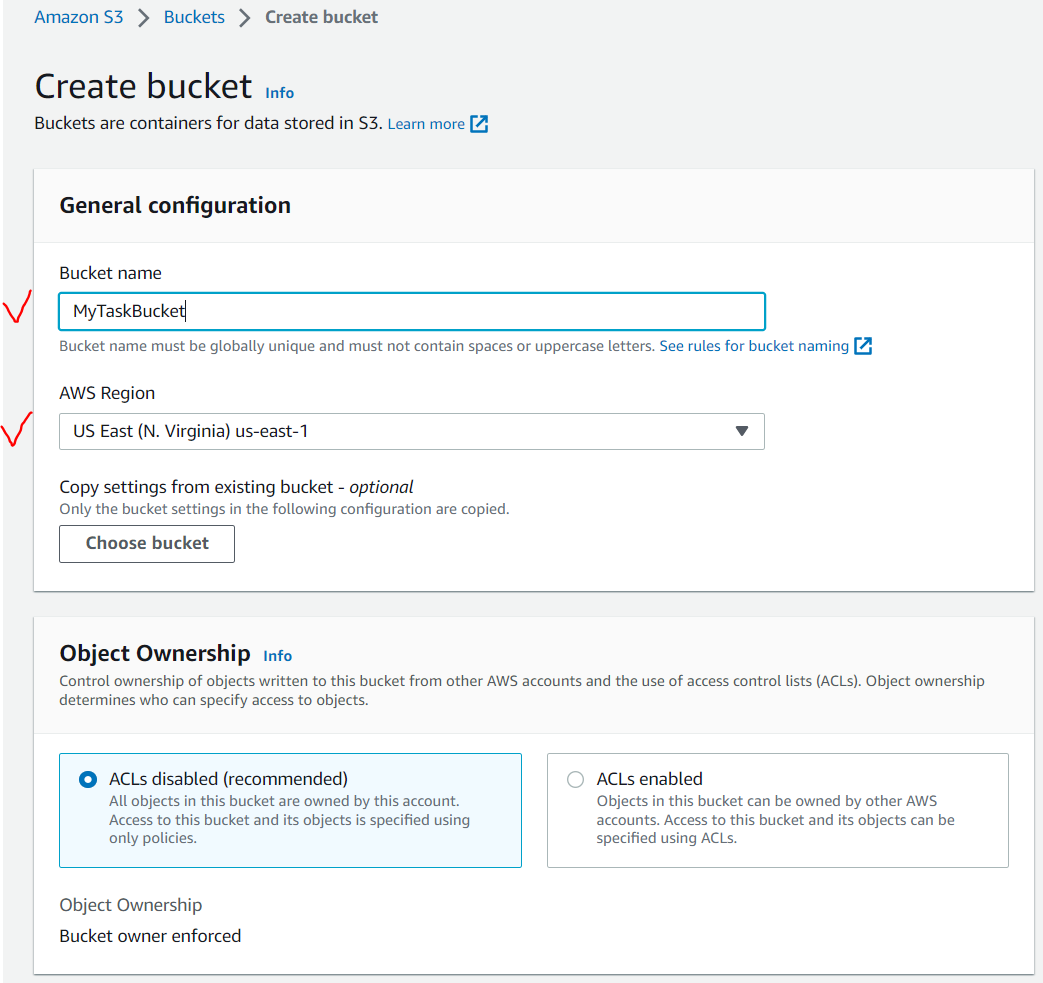 Amazon S3 > Buckets > Create bucket
Create bucket Info
Buckets are containers for data stored in S3. Learn more
General configuration
Bucket name
MyTaskBucket
Bucket name must be globally unique and must not contain spaces or uppercase letters. See rules for bucket naming
AWS Region
US East (N. Virginia) us-east-1
Copy settings from existing bucket - optional
Only the bucket settings in the following configuration are copied.
Choose bucket
Object Ownership Info
Control ownership of objects written to this bucket from other AWS accounts and the use of access control lists (ACLs). Object ownership
determines who can specify access to objects.
ACLs disabled (recommended)
All objects in this bucket are owned by this account.
Access to this bucket and its objects is specified using
only policies.
ACLs enabled
Objects in this bucket can be owned by other AWS
accounts. Access to this bucket and its objects can be
specified using ACLs.
Object Ownership
Bucket owner enforced